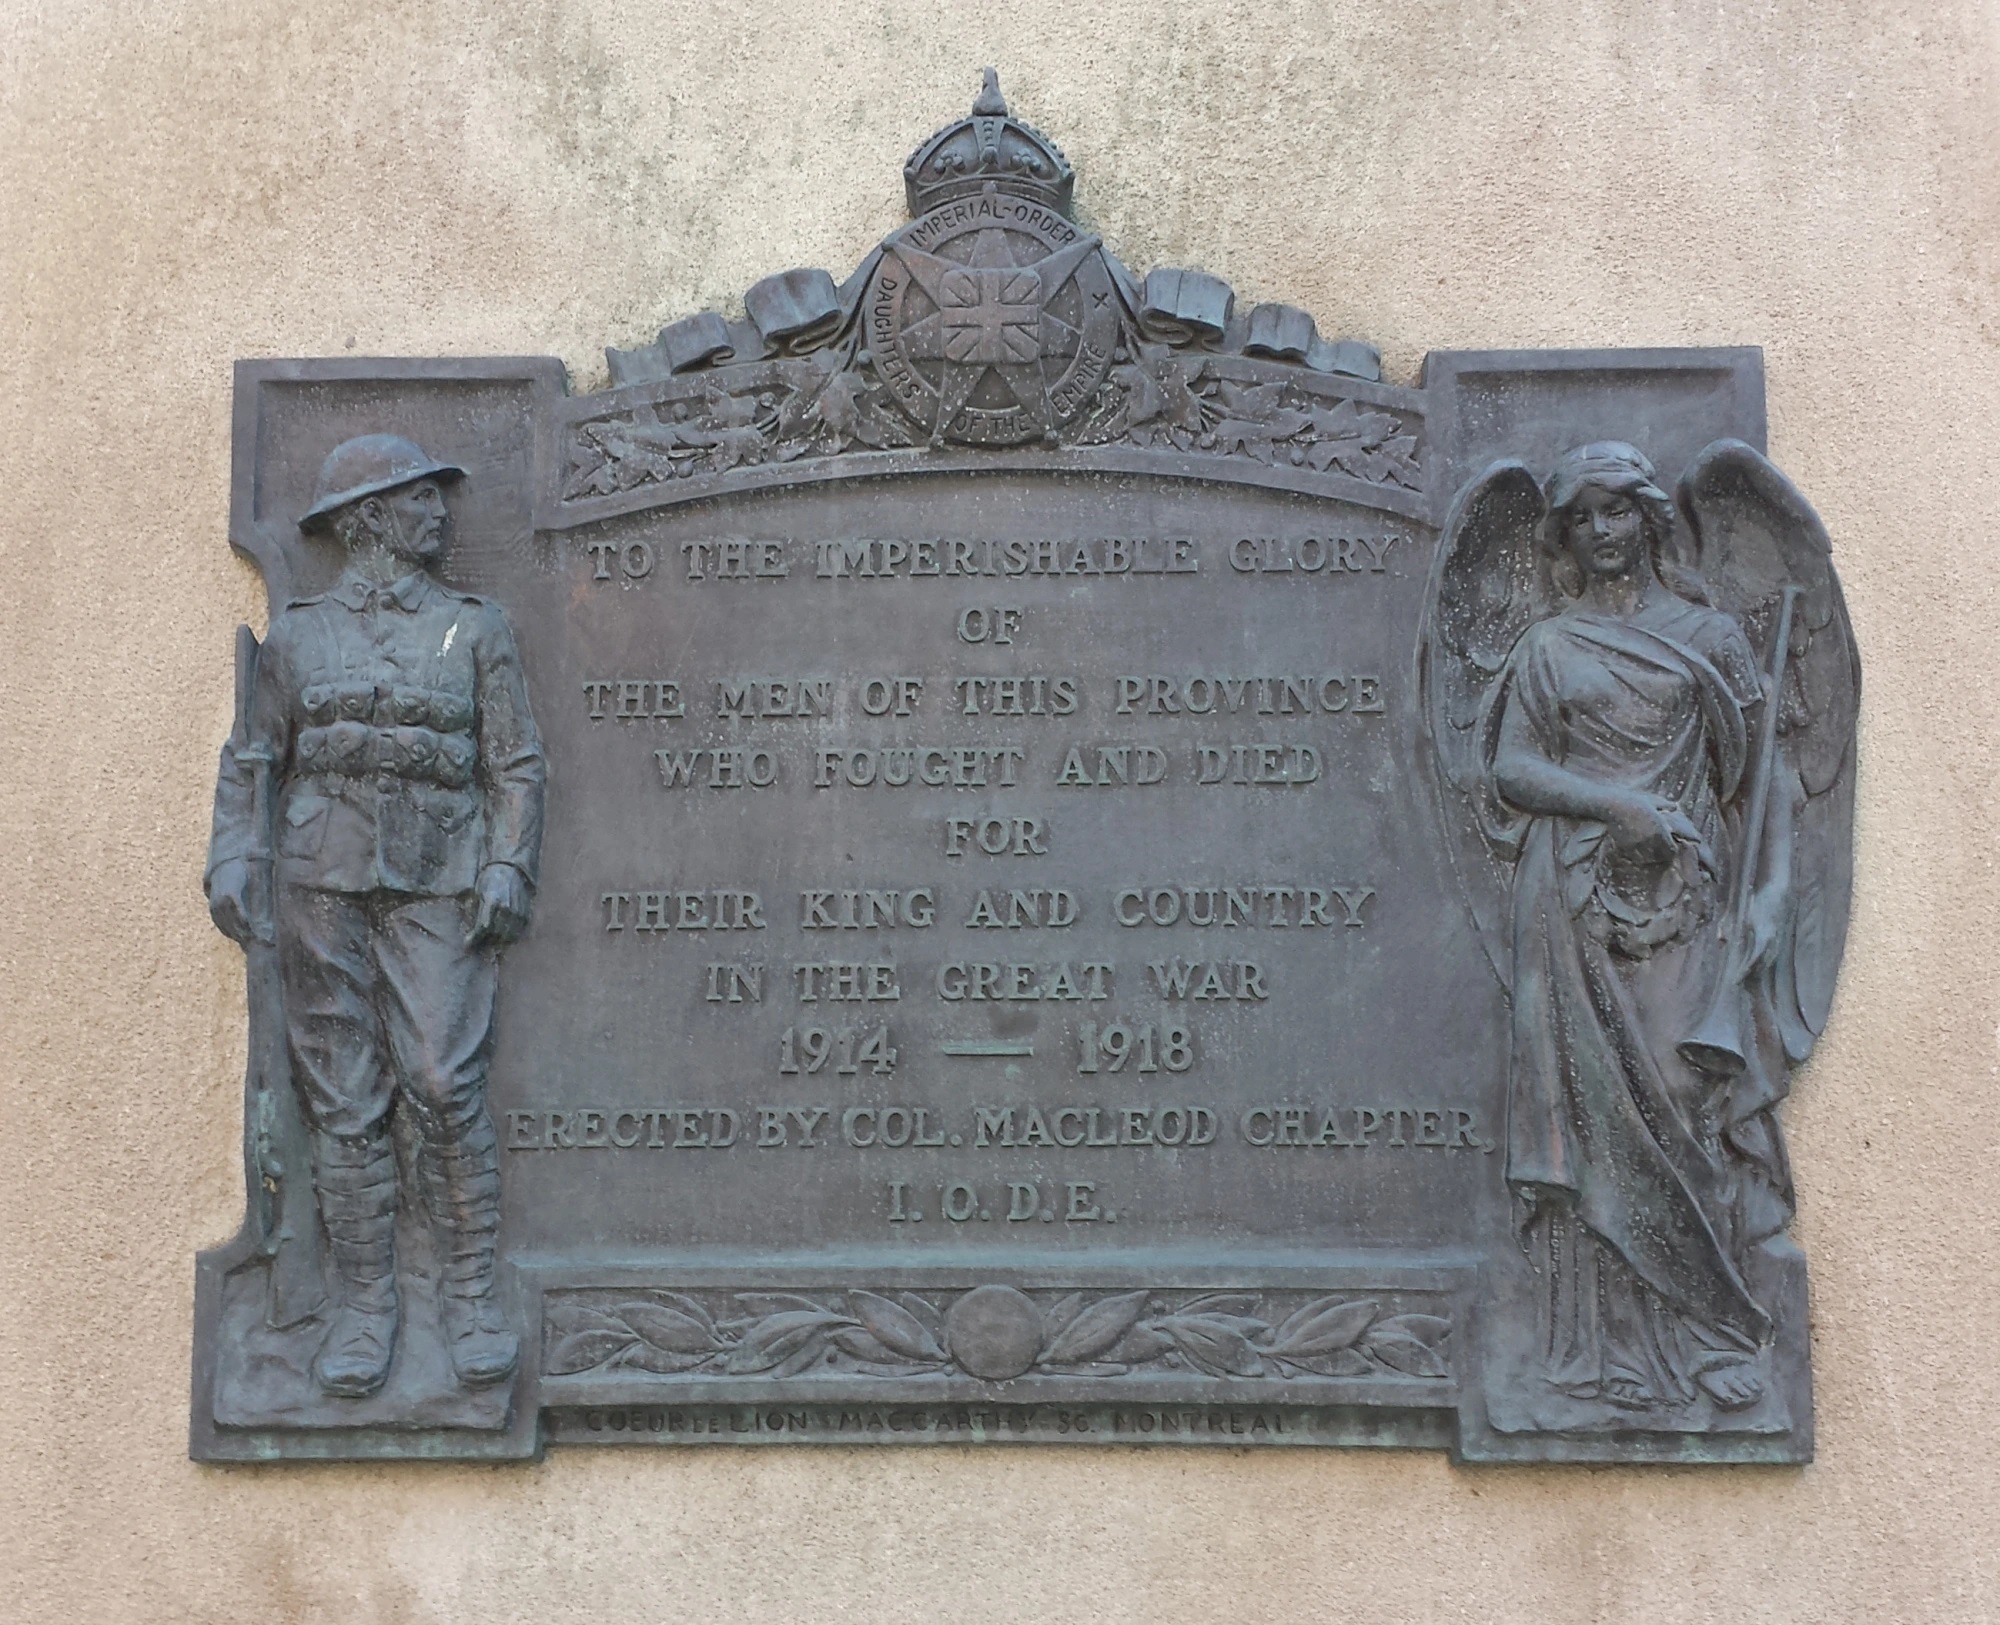 IMPERIAL-ORDER
DAUGHTERS
OF THE
EMPIRE
TO THE IMPERISHABLE GLORY
OF
THE MEN OF THIS PROVINCE
WHO FOUGHT AND DIED
FOR
THEIR KING AND COUNTRY
IN THE GREAT WAR
1914 — 1918
ERECTED BY COL. MACLEOD CHAPTER,
I. O. D. E.
COEUR DE LION MACCARTHY SC. MONTREAL